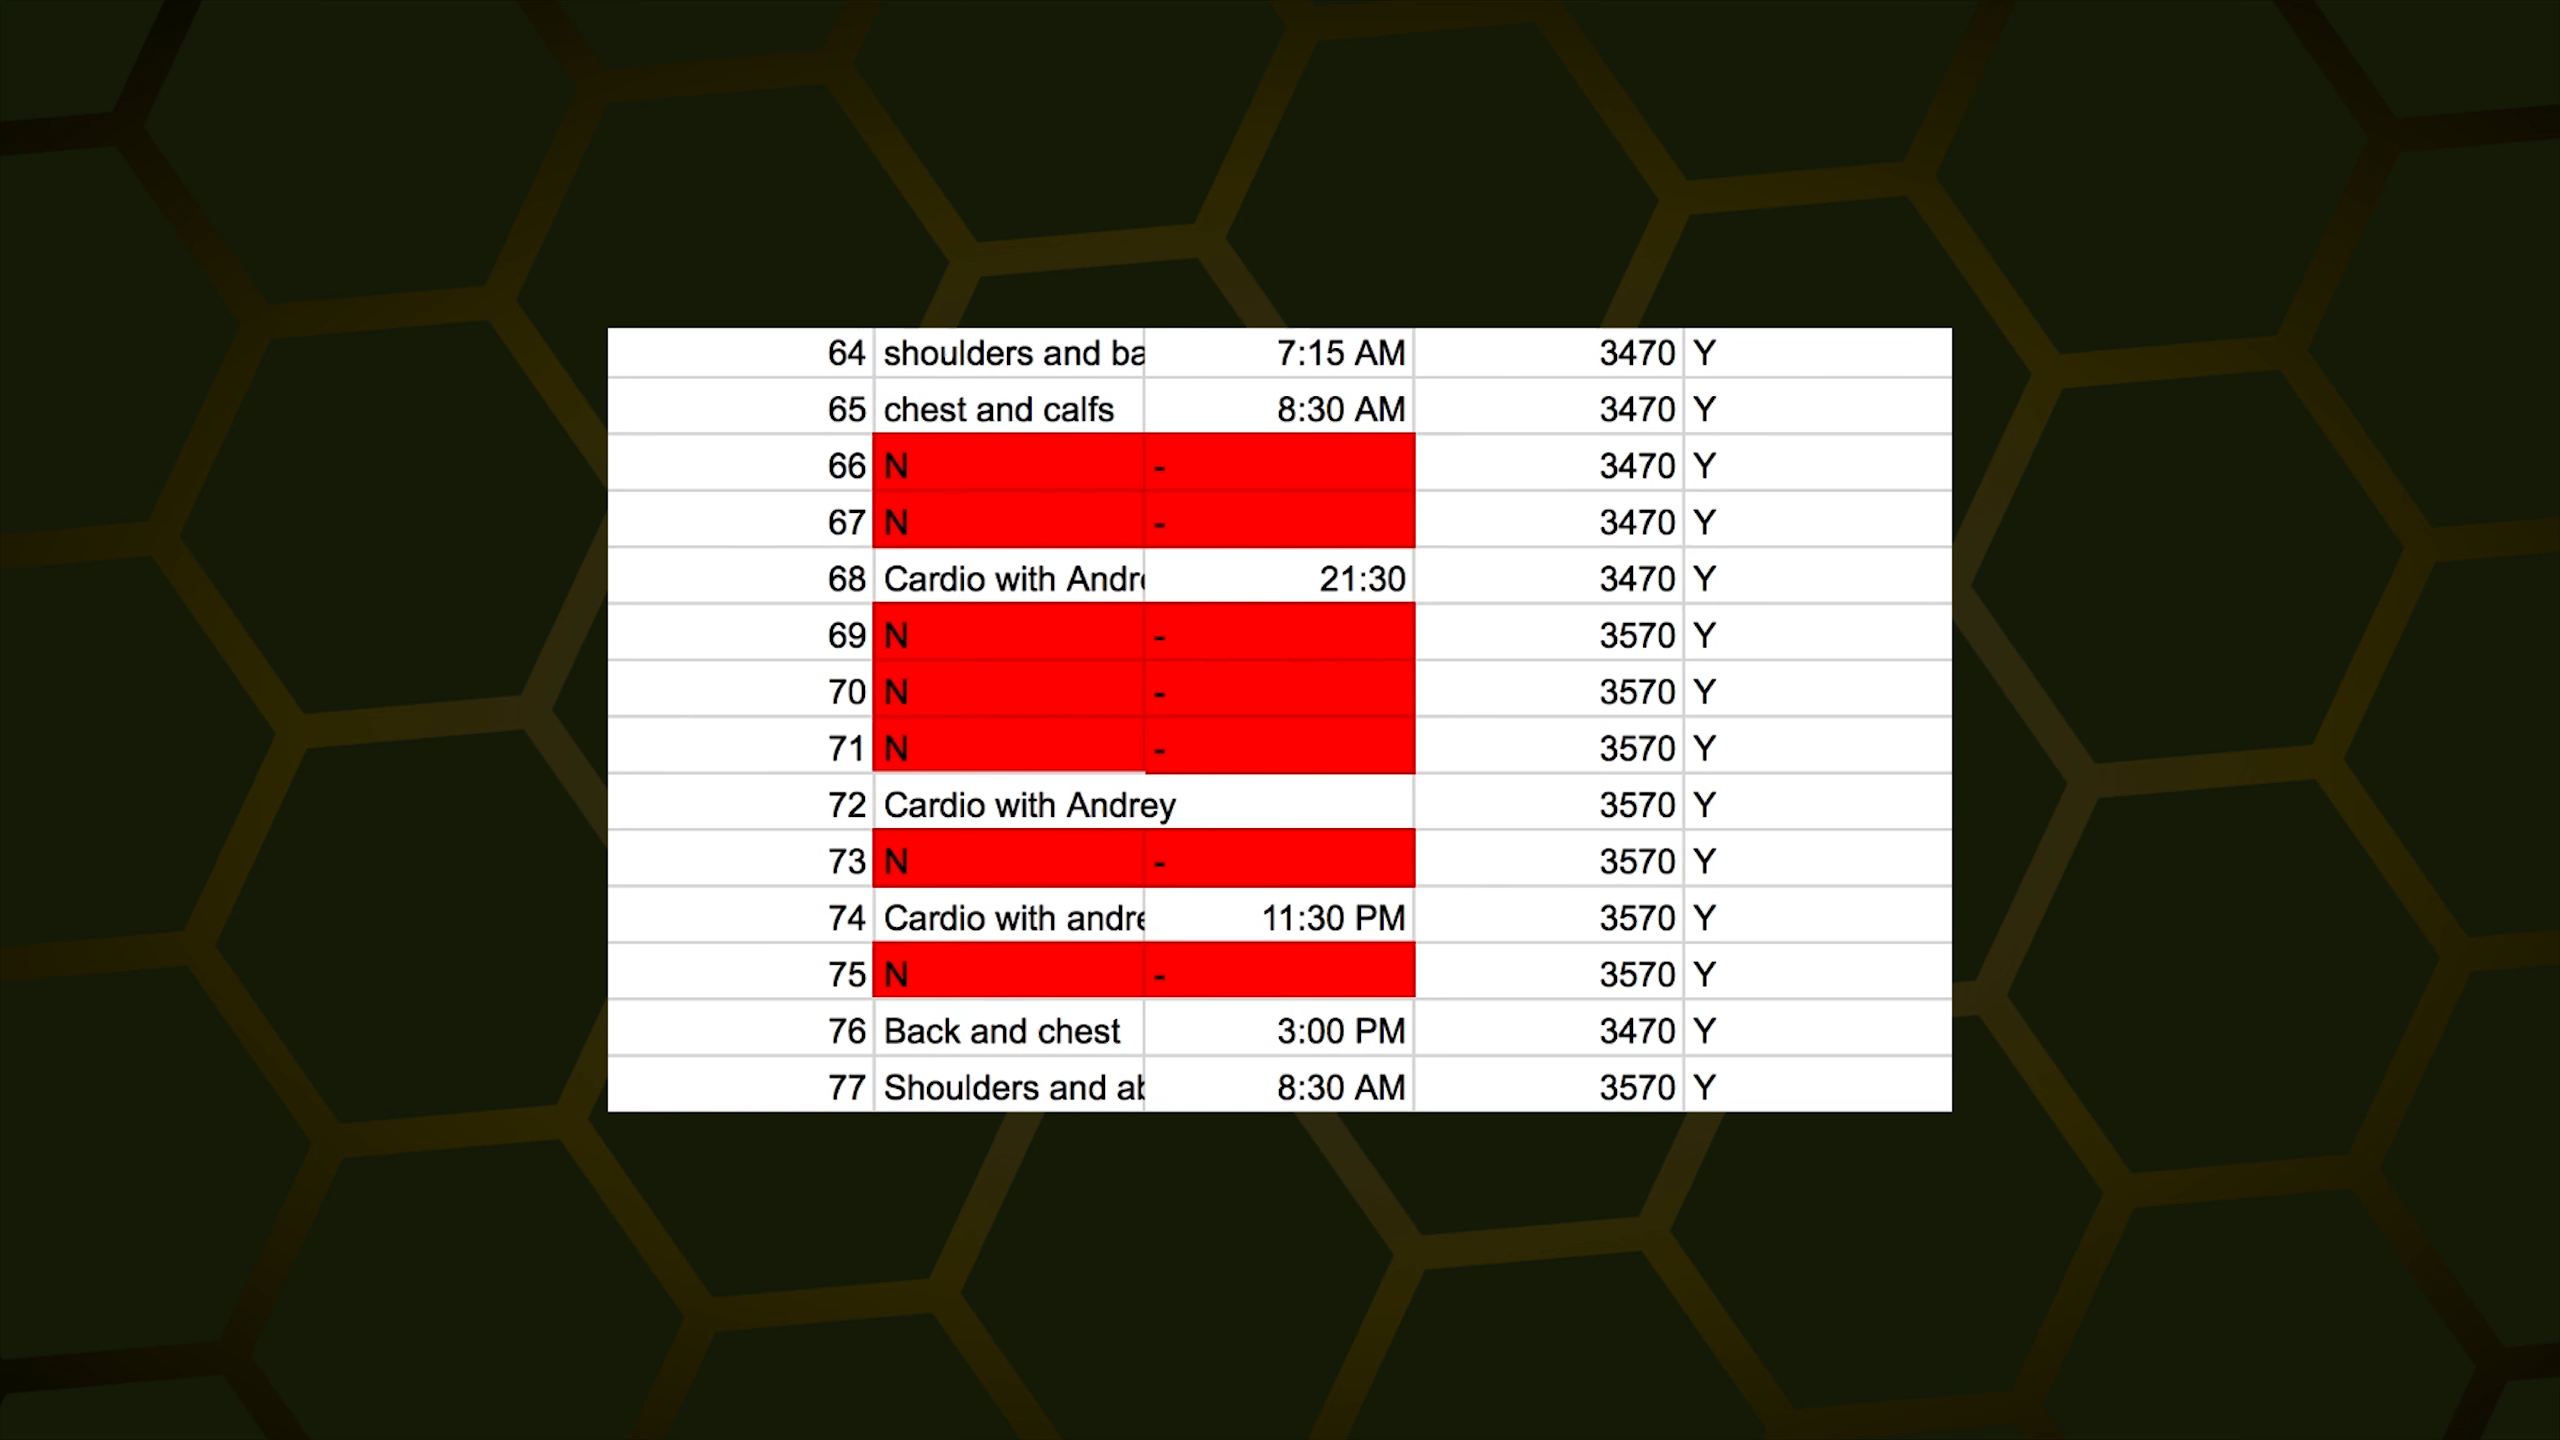 64 shoulders and ba 7:15 AM 3470 Y
65 chest and calfs 8:30 AM 3470 Y
66 N - 3470 Y
67 N - 3470 Y
68 Cardio with Andre 21:30 3470 Y
69 N - 3570 Y
70 N - 3570 Y
71 N - 3570 Y
72 Cardio with Andrey 3570 Y
73 N - 3570 Y
74 Cardio with andre 11:30 PM 3570 Y
75 N - 3570 Y
76 Back and chest 3:00 PM 3470 Y
77 Shoulders and ab 8:30 AM 3570 Y